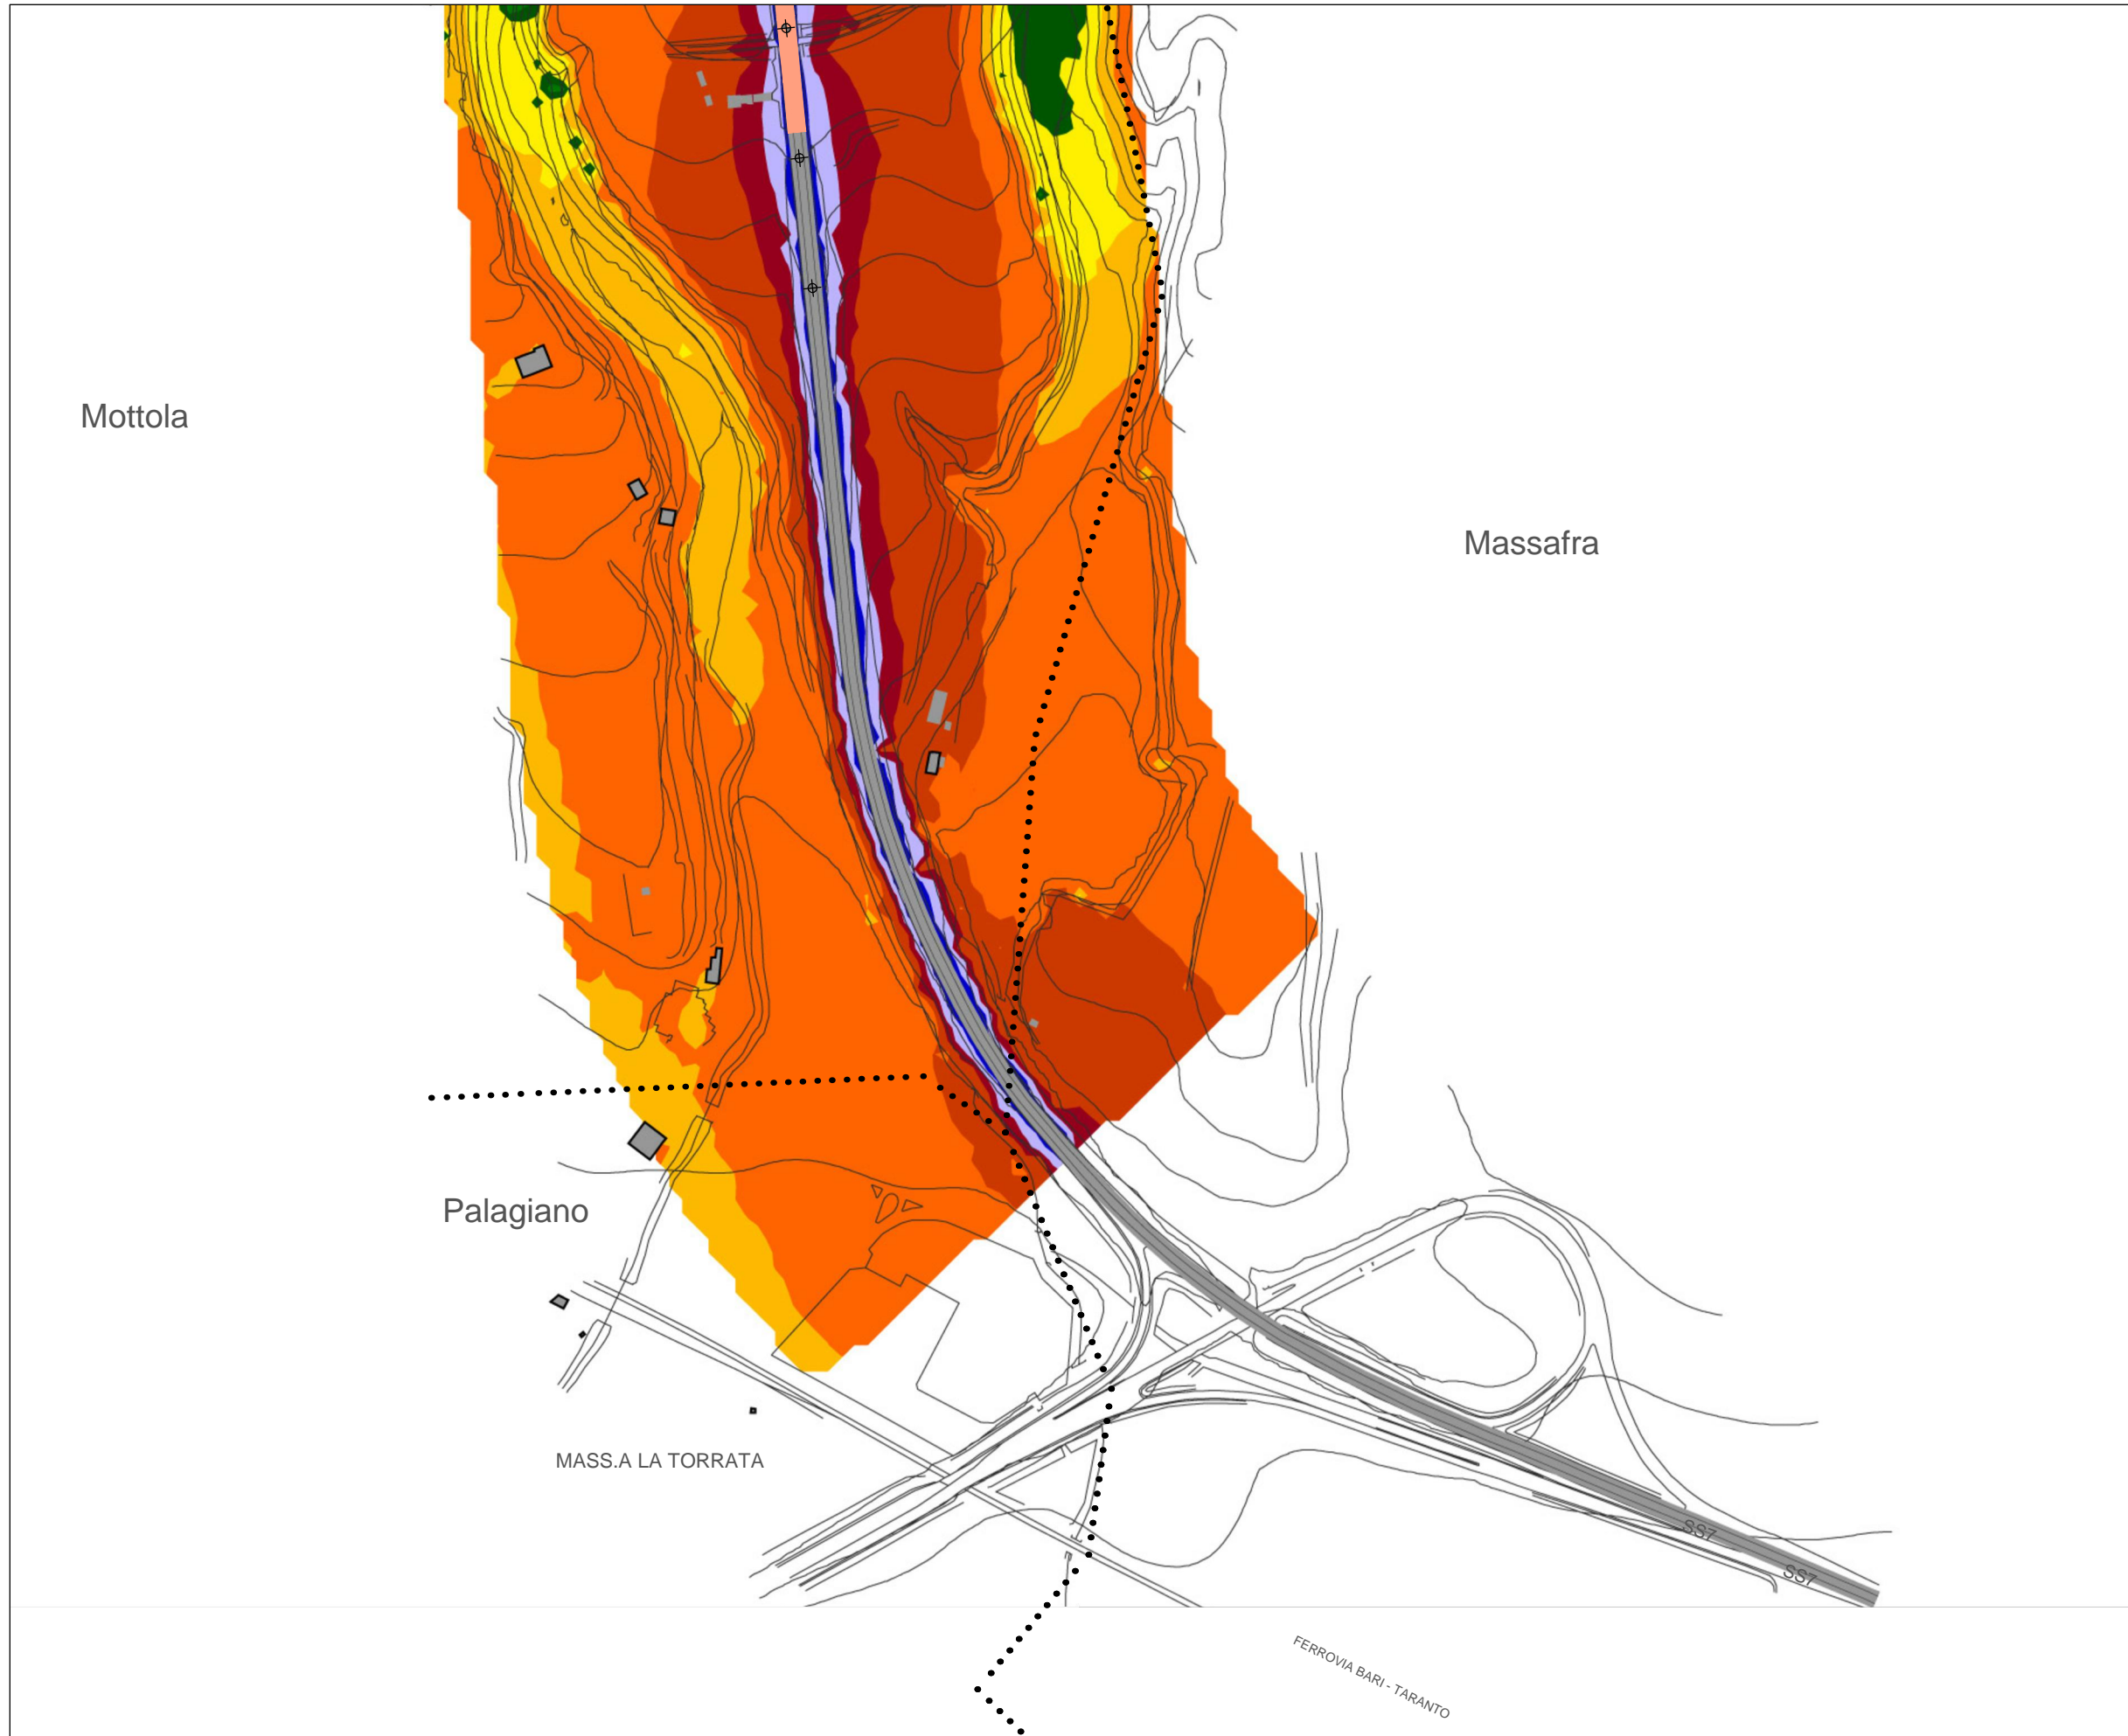 Mottola
Massafra
Palagiano
MASS.A LA TORRATA
SS7
SS7
FERROVIA BARI - TARANTO